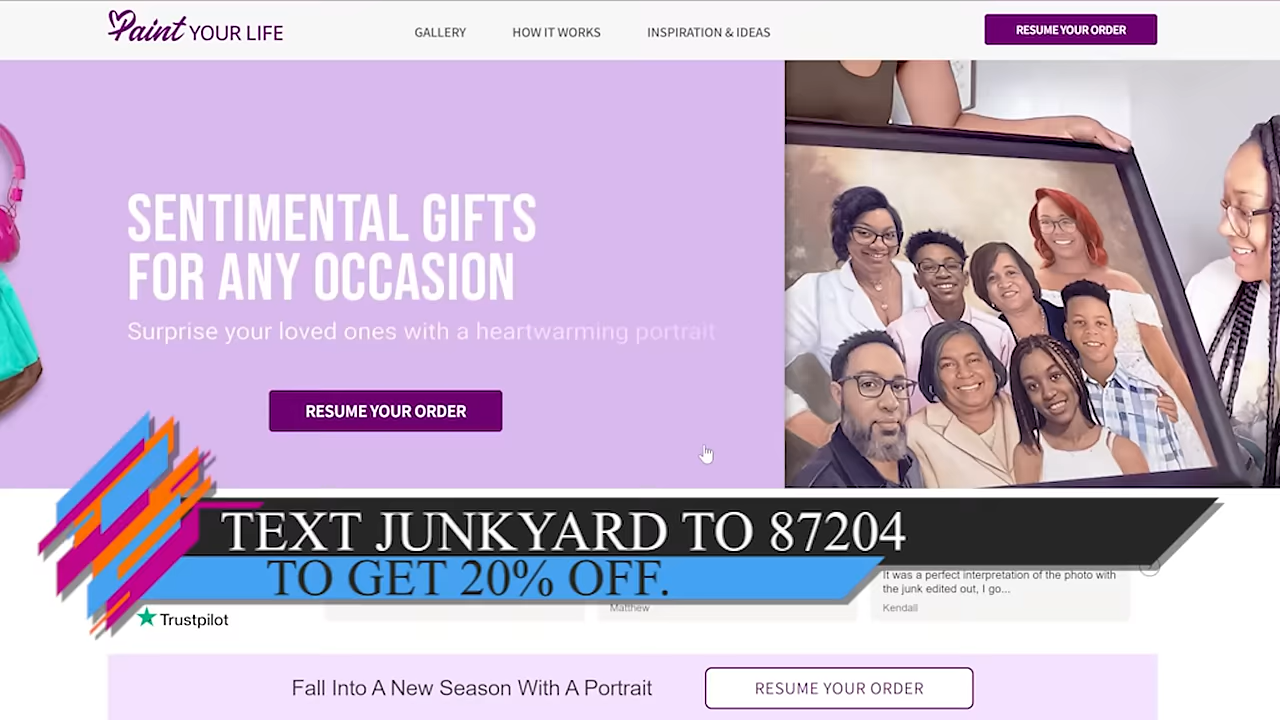 Paint YOUR LIFE
GALLERY
HOW IT WORKS
INSPIRATION & IDEAS
RESUME YOUR ORDER
SENTIMENTAL GIFTS
FOR ANY OCCASION
Surprise your loved ones with a heartwarming portrait
RESUME YOUR ORDER
TEXT JUNKYARD TO 87204
TO GET 20% OFF.
It was a perfect interpretation of the photo with
the junk edited out, I go...
Matthew
Kendall
Trustpilot
Fall Into A New Season With A Portrait
RESUME YOUR ORDER